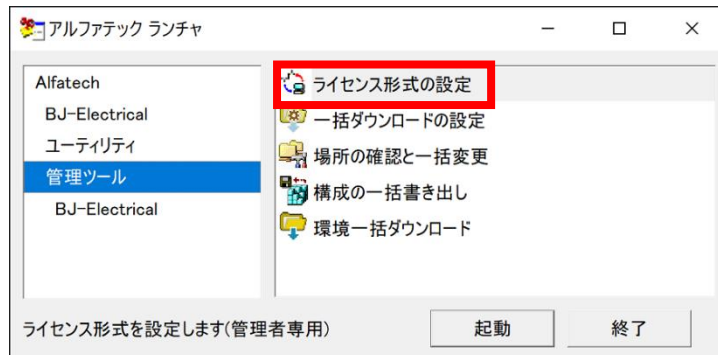 アルファテック ランチャ
Alfatech
BJ-Electrical
ユーティリティ
管理ツール
BJ-Electrical
ライセンス形式の設定
一括ダウンロードの設定
場所の確認と一括変更
構成の一括書き出し
環境一括ダウンロード
ライセンス形式を設定します(管理者専用)
起動
終了